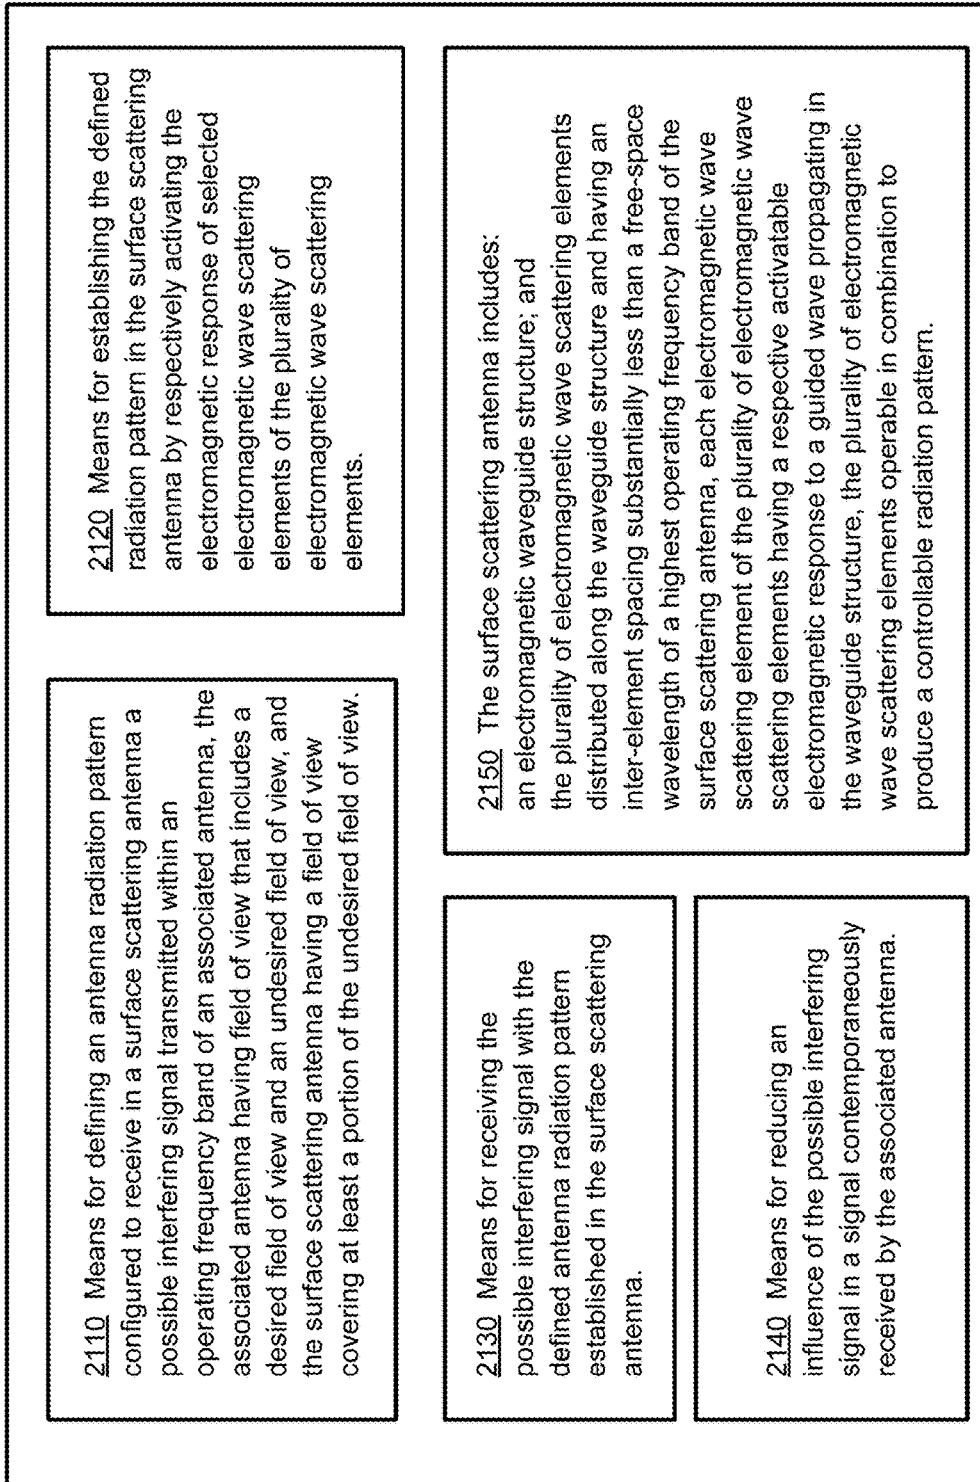 2110 Means for defining an antenna radiation pattern
configured to receive in a surface scattering antenna a
possible interfering signal transmitted within an
operating frequency band of an associated antenna, the
associated antenna having field of view that includes a
desired field of view and an undesired field of view, and
the surface scattering antenna having a field of view
covering at least a portion of the undesired field of view.
2120 Means for establishing the defined
radiation pattern in the surface scattering
antenna by respectively activating the
electromagnetic response of selected
electromagnetic wave scattering
elements of the plurality of
electromagnetic wave scattering
elements.
2130 Means for receiving the
possible interfering signal with the
defined antenna radiation pattern
established in the surface scattering
antenna.
2140 Means for reducing an
influence of the possible interfering
signal in a signal contemporaneously
received by the associated antenna.
2150 The surface scattering antenna includes:
an electromagnetic waveguide structure; and
the plurality of electromagnetic wave scattering elements
distributed along the waveguide structure and having an
inter-element spacing substantially less than a free-space
wavelength of a highest operating frequency band of the
surface scattering antenna, each electromagnetic wave
scattering element of the plurality of electromagnetic wave
scattering elements having a respective activatable
electromagnetic response to a guided wave propagating in
the waveguide structure, the plurality of electromagnetic
wave scattering elements operable in combination to
produce a controllable radiation pattern.